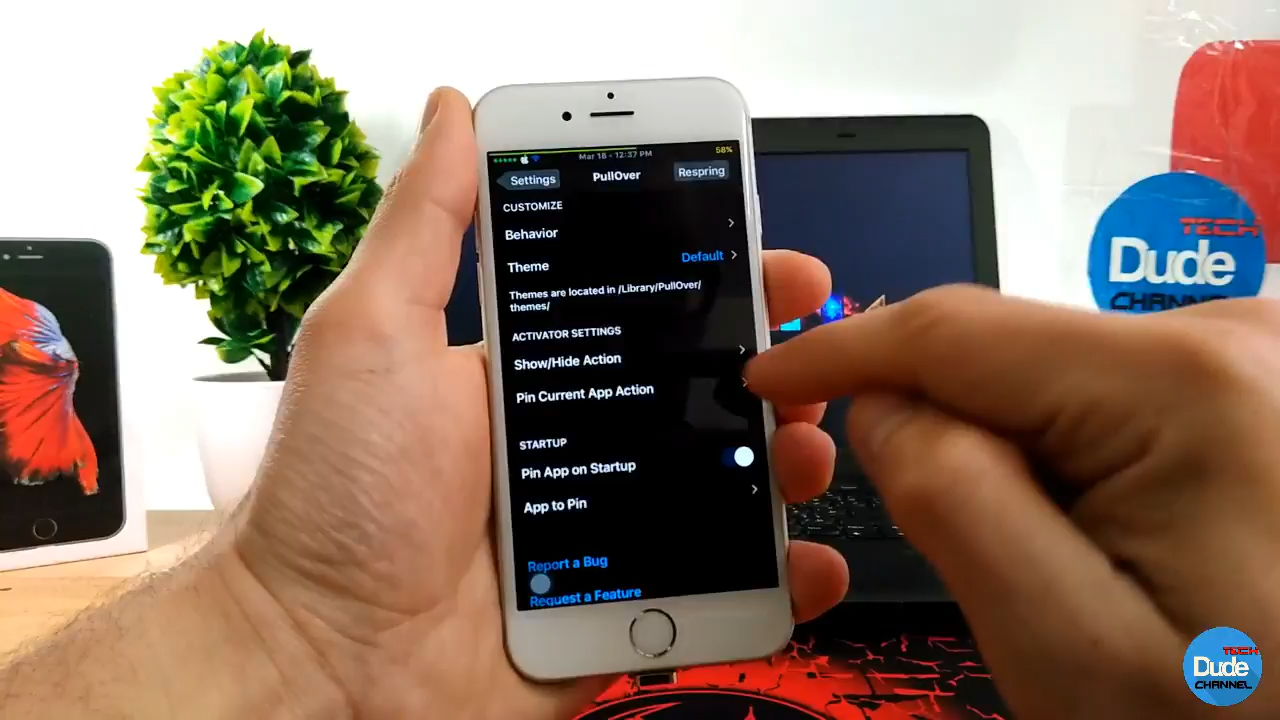 Mar 18 - 12:37 PM
58%
Settings
PullOver
Respring
CUSTOMIZE
Behavior
Theme
Default
Themes are located in /Library/PullOver/
themes/
ACTIVATOR SETTINGS
Show/Hide Action
Pin Current App Action
STARTUP
Pin App on Startup
App to Pin
Report a Bug
Request a Feature
TECH
Dude
CHANNEL
TECH
Dude
CHANNEL